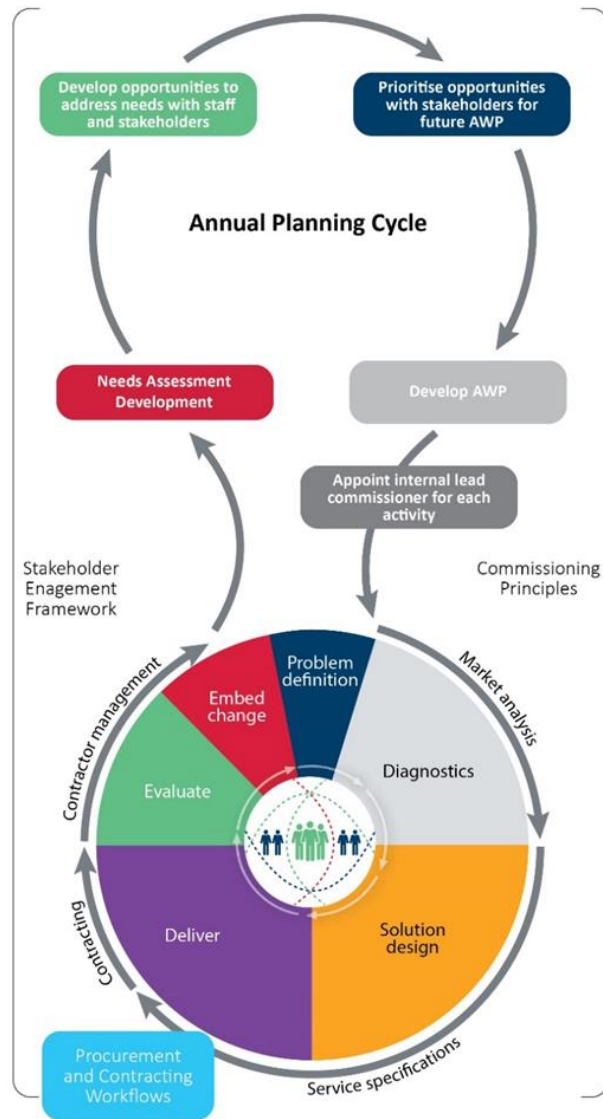 Develop opportunities to
address needs with staff
and stakeholders
Prioritise opportunities
with stakeholders for
future AWP
Annual Planning Cycle
Needs Assessment
Development
Develop AWP
Appoint internal lead
commissioner for each
activity
Stakeholder
Enagement
Framework
Commissioning
Principles
Contractor management
Embed
change
Problem
definition
Market analysis
Evaluate
Diagnostics
Deliver
Solution
design
Contracting
Procurement
and Contracting
Workflows
Service specifications